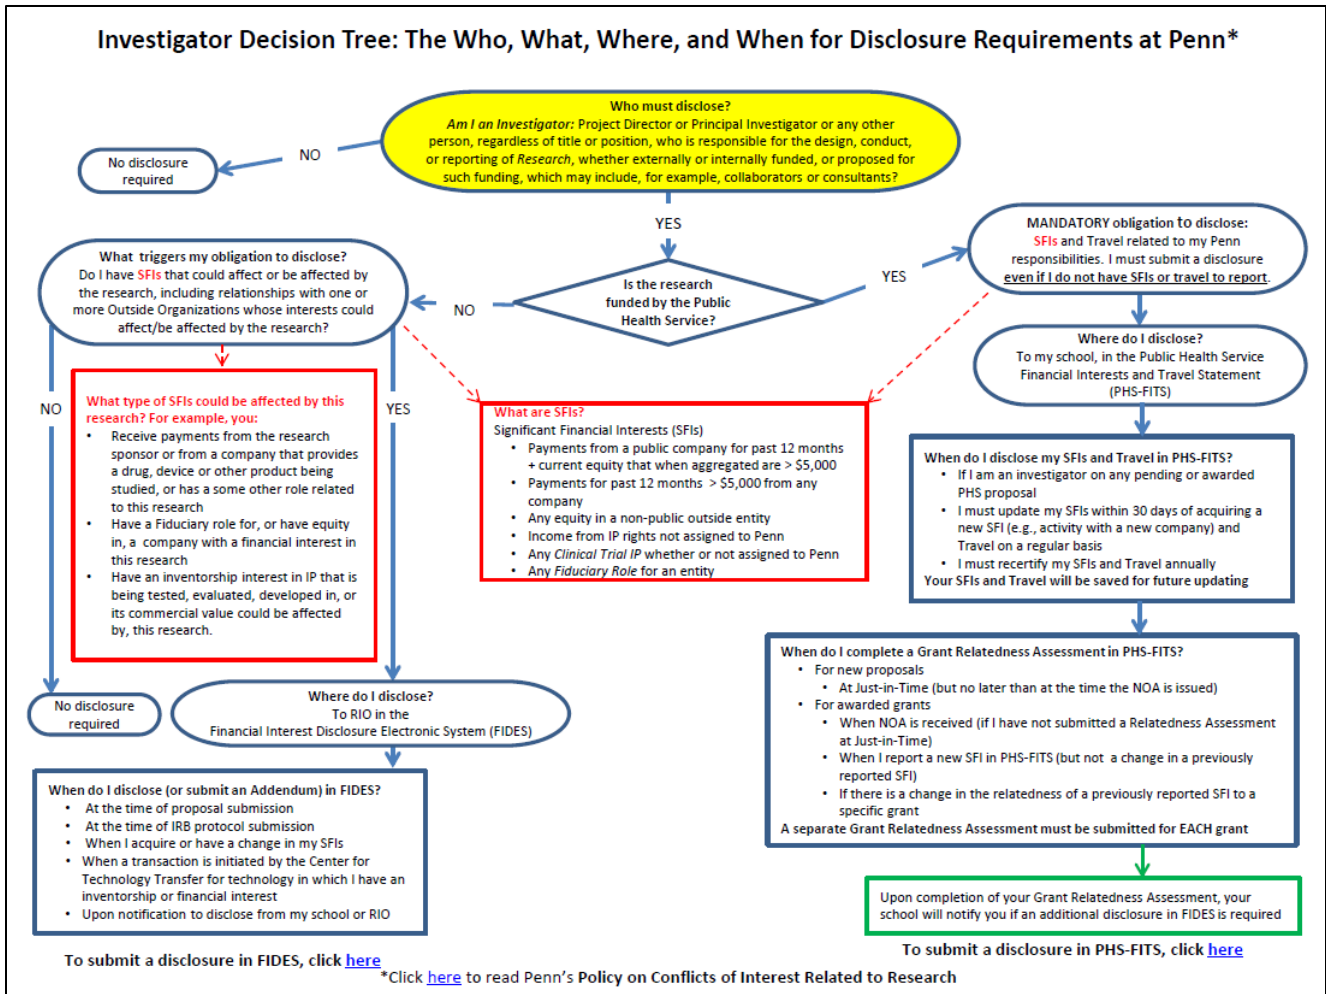 Investigator Decision Tree: The Who, What, Where, and When for Disclosure Requirements at Penn*
Who must disclose?
Am I an Investigator: Project Director or Principal Investigator or any other
person, regardless of title or position, who is responsible for the design, conduct,
or reporting of Research, whether externally or internally funded, or proposed for
such funding, which may include, for example, collaborators or consultants?
NO
No disclosure
required
YES
Is the research
funded by the Public
Health Service?
NO
YES
What triggers my obligation to disclose?
Do I have SFIs that could affect or be affected by
the research, including relationships with one or
more Outside Organizations whose interests could
affect/be affected by the research?
NO
YES
What type of SFIs could be affected by this
research? For example, you:
• Receive payments from the research
sponsor or from a company that provides
a drug, device or other product being
studied, or has a some other role related
to this research
• Have a Fiduciary role for, or have equity
in, a company with a financial interest in
this research
• Have an inventorship interest in IP that is
being tested, evaluated, developed in, or
its commercial value could be affected
by, this research.
What are SFIs?
Significant Financial Interests (SFIs)
• Payments from a public company for past 12 months
+ current equity that when aggregated are > $5,000
• Payments for past 12 months > $5,000 from any
company
• Any equity in a non-public outside entity
• Income from IP rights not assigned to Penn
• Any Clinical Trial IP whether or not assigned to Penn
• Any Fiduciary Role for an entity
No disclosure
required
Where do I disclose?
To RIO in the
Financial Interest Disclosure Electronic System (FIDES)
When do I disclose (or submit an Addendum) in FIDES?
• At the time of proposal submission
• At the time of IRB protocol submission
• When I acquire or have a change in my SFIs
• When a transaction is initiated by the Center for
Technology Transfer for technology in which I have an
inventorship or financial interest
• Upon notification to disclose from my school or RIO
To submit a disclosure in FIDES, click here
MANDATORY obligation to disclose:
SFIs and Travel related to my Penn
responsibilities. I must submit a disclosure
even if I do not have SFIs or travel to report.
Where do I disclose?
To my school, in the Public Health Service
Financial Interests and Travel Statement
(PHS-FITS)
When do I disclose my SFIs and Travel in PHS-FITS?
• If I am an investigator on any pending or awarded
PHS proposal
• I must update my SFIs within 30 days of acquiring a
new SFI (e.g., activity with a new company) and
Travel on a regular basis
• I must recertify my SFIs and Travel annually
Your SFIs and Travel will be saved for future updating
When do I complete a Grant Relatedness Assessment in PHS-FITS?
• For new proposals
• At Just-in-Time (but no later than at the time the NOA is issued)
• For awarded grants
• When NOA is received (if I have not submitted a Relatedness Assessment
at Just-in-Time)
• When I report a new SFI in PHS-FITS (but not a change in a previously
reported SFI)
• If there is a change in the relatedness of a previously reported SFI to a
specific grant
A separate Grant Relatedness Assessment must be submitted for EACH grant
Upon completion of your Grant Relatedness Assessment, your
school will notify you if an additional disclosure in FIDES is required
To submit a disclosure in PHS-FITS, click here
*Click here to read Penn's Policy on Conflicts of Interest Related to Research